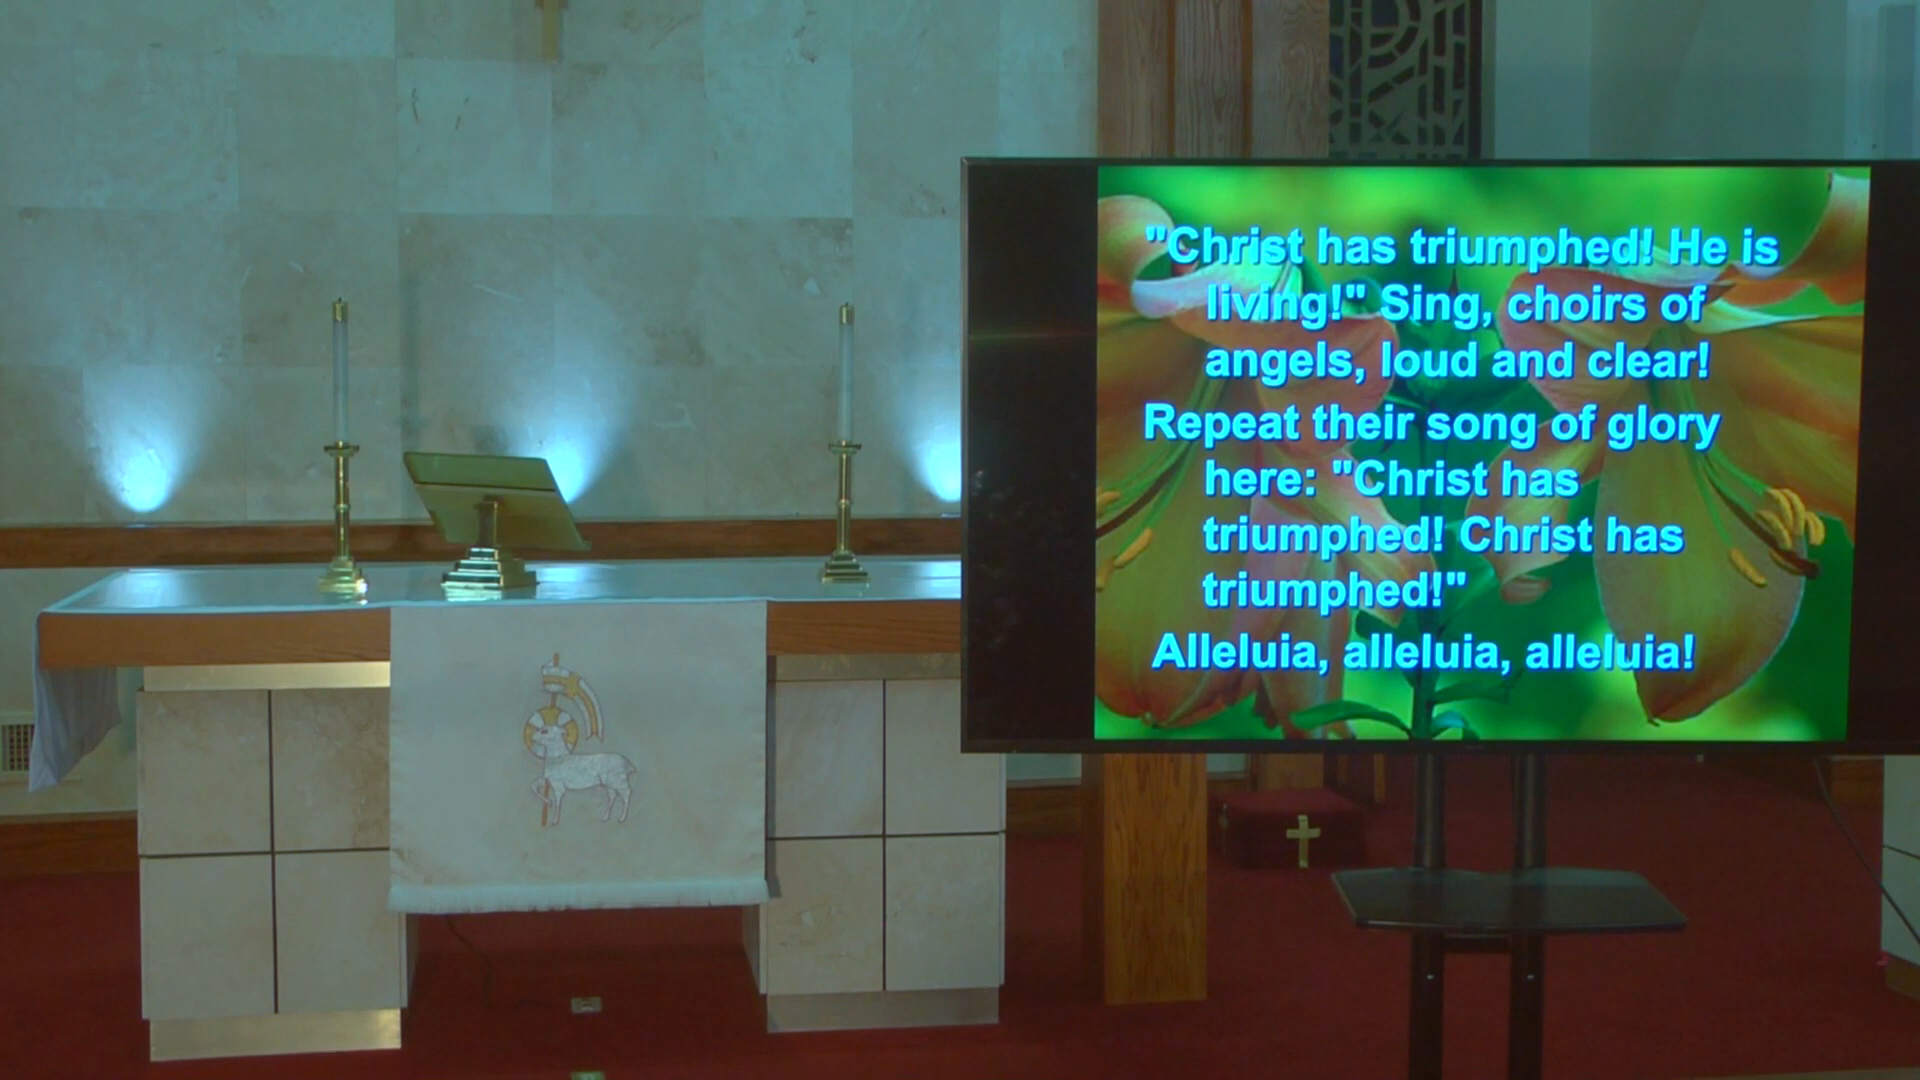 "Christ has triumphed! He is
living!" Sing, choirs of
angels, loud and clear!
Repeat their song of glory
here: "Christ has
triumphed! Christ has
triumphed!"
Alleluia, alleluia, alleluia!